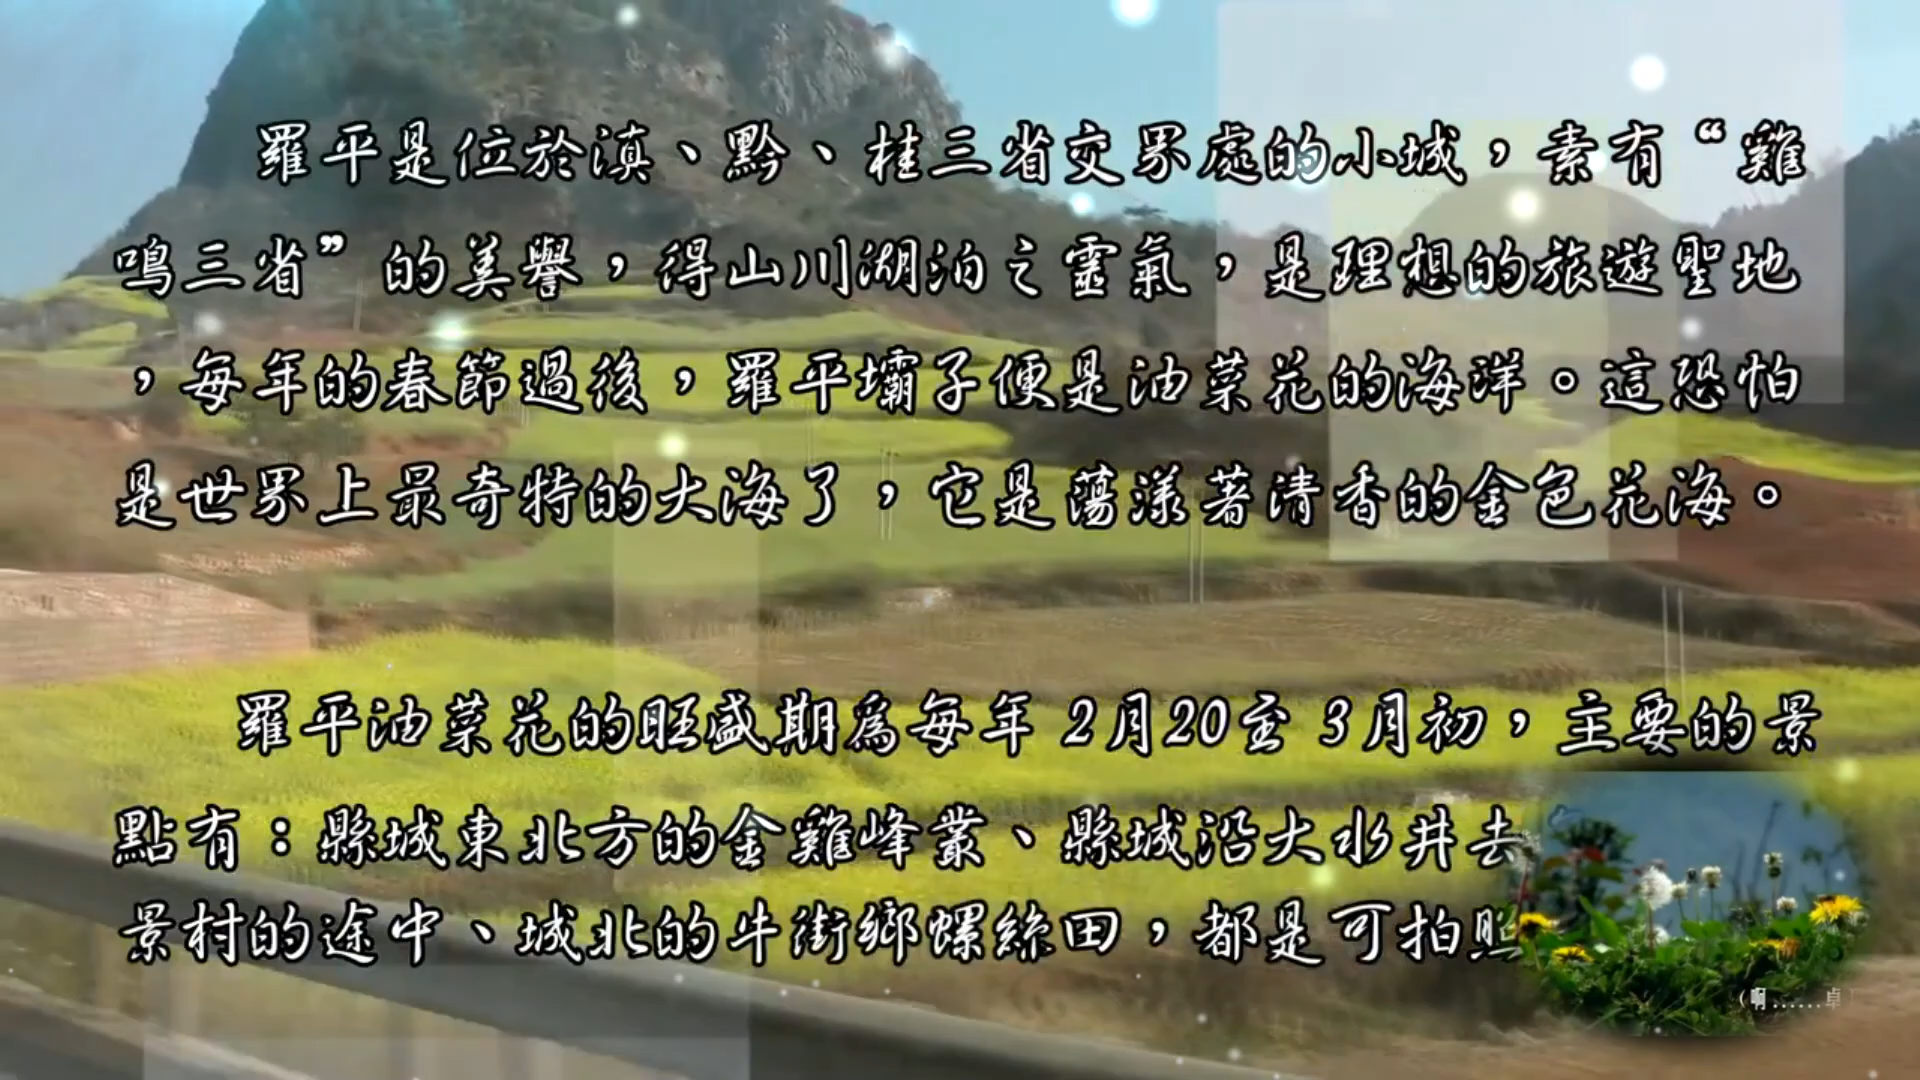 羅平是位於滇、黔、桂三省交界處的小城，素有“雞
鳴三省”的美譽，得山川湖泊之靈氣，是理想的旅遊聖地
，每年的春節過後，羅平壩子便是油菜花的海洋。這恐怕
是世界上最奇特的大海了，它是蕩漾著清香的金色花海。
羅平油菜花的旺盛期為每年 2月20至 3月初，主要的景
點有：縣城東北方的金雞峰叢、縣城沿大水井去
景村的途中、城北的牛街鄉螺絲田，都是可拍照
（啊……卓